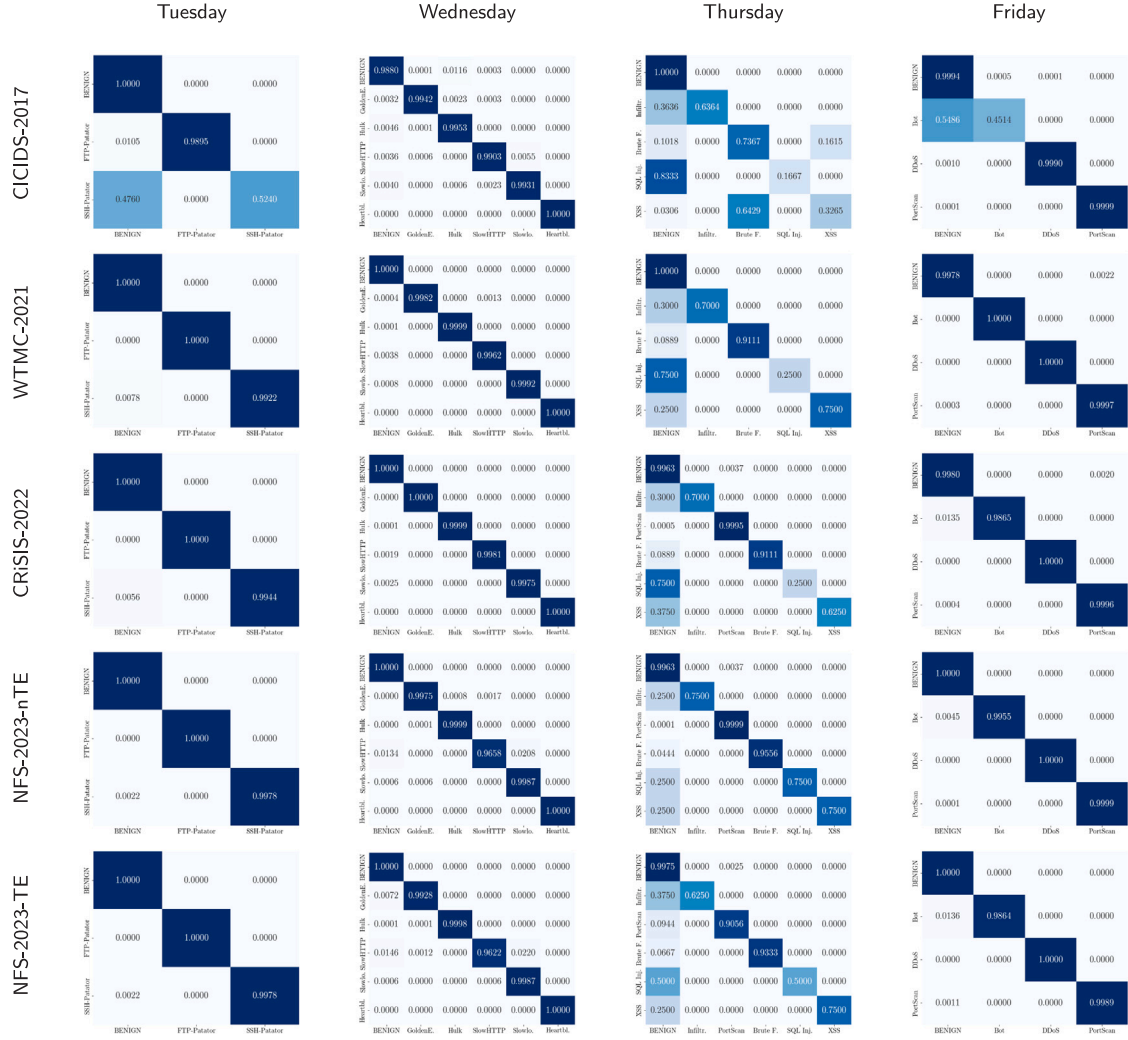 Tuesday
Wednesday
Thursday
Friday
CICIDS-2017
BENIGN 1.0000 0.0000 0.0000
FTP-Patator 0.0105 0.9895 0.0000
SSH-Patator 0.4760 0.0000 0.5240
BENIGN FTP-Patator SSH-Patator
BENIGN 0.9880 0.0001 0.0116 0.0003 0.0000 0.0000
GoldenE. 0.0032 0.9942 0.0023 0.0003 0.0000 0.0000
Hulk 0.0046 0.0001 0.9953 0.0000 0.0000 0.0000
SlowHTTP 0.0036 0.0006 0.0000 0.9903 0.0055 0.0000
Slowlo. 0.0040 0.0000 0.0006 0.0023 0.9931 0.0000
Heartbl. 0.0000 0.0000 0.0000 0.0000 0.0000 1.0000
BENIGN GoldenE. Hulk SlowHTTP Slowlo. Heartbl.
BENIGN 1.0000 0.0000 0.0000 0.0000 0.0000
Infiltr. 0.3636 0.6364 0.0000 0.0000 0.0000
Brute F. 0.1018 0.0000 0.7367 0.0000 0.1615
SQL Inj. 0.8333 0.0000 0.0000 0.1667 0.0000
XSS 0.0306 0.0000 0.6429 0.0000 0.3265
BENIGN Infiltr. Brute F. SQL Inj. XSS
BENIGN 0.9994 0.0005 0.0001 0.0000
Bot 0.5486 0.4514 0.0000 0.0000
DDoS 0.0010 0.0000 0.9990 0.0000
PortScan 0.0001 0.0000 0.0000 0.9999
BENIGN Bot DDoS PortScan
WTMC-2021
BENIGN 1.0000 0.0000 0.0000
FTP-Patator 0.0000 1.0000 0.0000
SSH-Patator 0.0078 0.0000 0.9922
BENIGN FTP-Patator SSH-Patator
BENIGN 1.0000 0.0000 0.0000 0.0000 0.0000 0.0000
GoldenE. 0.0004 0.9982 0.0000 0.0013 0.0000 0.0000
Hulk 0.0001 0.0000 0.9999 0.0000 0.0000 0.0000
SlowHTTP 0.0038 0.0000 0.0000 0.9962 0.0000 0.0000
Slowlo. 0.0008 0.0000 0.0000 0.0000 0.9992 0.0000
Heartbl. 0.0000 0.0000 0.0000 0.0000 0.0000 1.0000
BENIGN GoldenE. Hulk SlowHTTP Slowlo. Heartbl.
BENIGN 1.0000 0.0000 0.0000 0.0000 0.0000
Infiltr. 0.3000 0.7000 0.0000 0.0000 0.0000
Brute F. 0.0889 0.0000 0.9111 0.0000 0.0000
SQL Inj. 0.7500 0.0000 0.0000 0.2500 0.0000
XSS 0.2500 0.0000 0.0000 0.0000 0.7500
BENIGN Infiltr. Brute F. SQL Inj. XSS
BENIGN 0.9978 0.0000 0.0000 0.0022
Bot 0.0000 1.0000 0.0000 0.0000
DDoS 0.0000 0.0000 1.0000 0.0000
PortScan 0.0003 0.0000 0.0000 0.9997
BENIGN Bot DDoS PortScan
CRiSIS-2022
BENIGN 1.0000 0.0000 0.0000
FTP-Patator 0.0000 1.0000 0.0000
SSH-Patator 0.0056 0.0000 0.9944
BENIGN FTP-Patator SSH-Patator
BENIGN 1.0000 0.0000 0.0000 0.0000 0.0000 0.0000
GoldenE. 0.0000 1.0000 0.0000 0.0000 0.0000 0.0000
Hulk 0.0001 0.0000 0.9999 0.0000 0.0000 0.0000
SlowHTTP 0.0019 0.0000 0.0000 0.9981 0.0000 0.0000
Slowlo. 0.0025 0.0000 0.0000 0.0000 0.9975 0.0000
Heartbl. 0.0000 0.0000 0.0000 0.0000 0.0000 1.0000
BENIGN GoldenE. Hulk SlowHTTP Slowlo. Heartbl.
BENIGN 0.9963 0.0000 0.0037 0.0000 0.0000 0.0000
Infiltr. 0.3000 0.7000 0.0000 0.0000 0.0000 0.0000
PortScan 0.0005 0.0000 0.9995 0.0000 0.0000 0.0000
Brute F. 0.0889 0.0000 0.0000 0.9111 0.0000 0.0000
SQL Inj. 0.7500 0.0000 0.0000 0.0000 0.2500 0.0000
XSS 0.3750 0.0000 0.0000 0.0000 0.0000 0.6250
BENIGN Infiltr. PortScan Brute F. SQL Inj. XSS
BENIGN 0.9980 0.0000 0.0000 0.0020
Bot 0.0135 0.9865 0.0000 0.0000
DDoS 0.0000 0.0000 1.0000 0.0000
PortScan 0.0004 0.0000 0.0000 0.9996
BENIGN Bot DDoS PortScan
NFS-2023-nTE
BENIGN 1.0000 0.0000 0.0000
FTP-Patator 0.0000 1.0000 0.0000
SSH-Patator 0.0022 0.0000 0.9978
BENIGN FTP-Patator SSH-Patator
BENIGN 1.0000 0.0000 0.0000 0.0000 0.0000 0.0000
GoldenE. 0.0000 0.9975 0.0008 0.0017 0.0000 0.0000
Hulk 0.0000 0.0001 0.9999 0.0000 0.0000 0.0000
SlowHTTP 0.0134 0.0000 0.0000 0.9658 0.0208 0.0000
Slowlo. 0.0006 0.0006 0.0000 0.0000 0.9987 0.0000
Heartbl. 0.0000 0.0000 0.0000 0.0000 0.0000 1.0000
BENIGN GoldenE. Hulk SlowHTTP Slowlo. Heartbl.
BENIGN 0.9963 0.0000 0.0037 0.0000 0.0000 0.0000
Infiltr. 0.2500 0.7500 0.0000 0.0000 0.0000 0.0000
PortScan 0.0001 0.0000 0.9999 0.0000 0.0000 0.0000
Brute F. 0.0444 0.0000 0.0000 0.9556 0.0000 0.0000
SQL Inj. 0.2500 0.0000 0.0000 0.0000 0.7500 0.0000
XSS 0.2500 0.0000 0.0000 0.0000 0.0000 0.7500
BENIGN Infiltr. PortScan Brute F. SQL Inj. XSS
BENIGN 1.0000 0.0000 0.0000 0.0000
Bot 0.0045 0.9955 0.0000 0.0000
DDoS 0.0000 0.0000 1.0000 0.0000
PortScan 0.0001 0.0000 0.0000 0.9999
BENIGN Bot DDoS PortScan
NFS-2023-TE
BENIGN 1.0000 0.0000 0.0000
FTP-Patator 0.0000 1.0000 0.0000
SSH-Patator 0.0022 0.0000 0.9978
BENIGN FTP-Patator SSH-Patator
BENIGN 1.0000 0.0000 0.0000 0.0000 0.0000 0.0000
GoldenE. 0.0072 0.9928 0.0000 0.0000 0.0000 0.0000
Hulk 0.0001 0.0001 0.9998 0.0000 0.0000 0.0000
SlowHTTP 0.0146 0.0012 0.0000 0.9622 0.0220 0.0000
Slowlo. 0.0006 0.0006 0.0000 0.0000 0.9987 0.0000
Heartbl. 0.0000 0.0000 0.0000 0.0000 0.0000 1.0000
BENIGN GoldenE. Hulk SlowHTTP Slowlo. Heartbl.
BENIGN 0.9975 0.0000 0.0025 0.0000 0.0000 0.0000
Infiltr. 0.3750 0.6250 0.0000 0.0000 0.0000 0.0000
PortScan 0.0944 0.0000 0.9056 0.0000 0.0000 0.0000
Brute F. 0.0667 0.0000 0.0000 0.9333 0.0000 0.0000
SQL Inj. 0.5000 0.0000 0.0000 0.0000 0.5000 0.0000
XSS 0.2500 0.0000 0.0000 0.0000 0.0000 0.7500
BENIGN Infiltr. PortScan Brute F. SQL Inj. XSS
BENIGN 1.0000 0.0000 0.0000 0.0000
Bot 0.0136 0.9864 0.0000 0.0000
DDoS 0.0000 0.0000 1.0000 0.0000
PortScan 0.0011 0.0000 0.0000 0.9989
BENIGN Bot DDoS PortScan